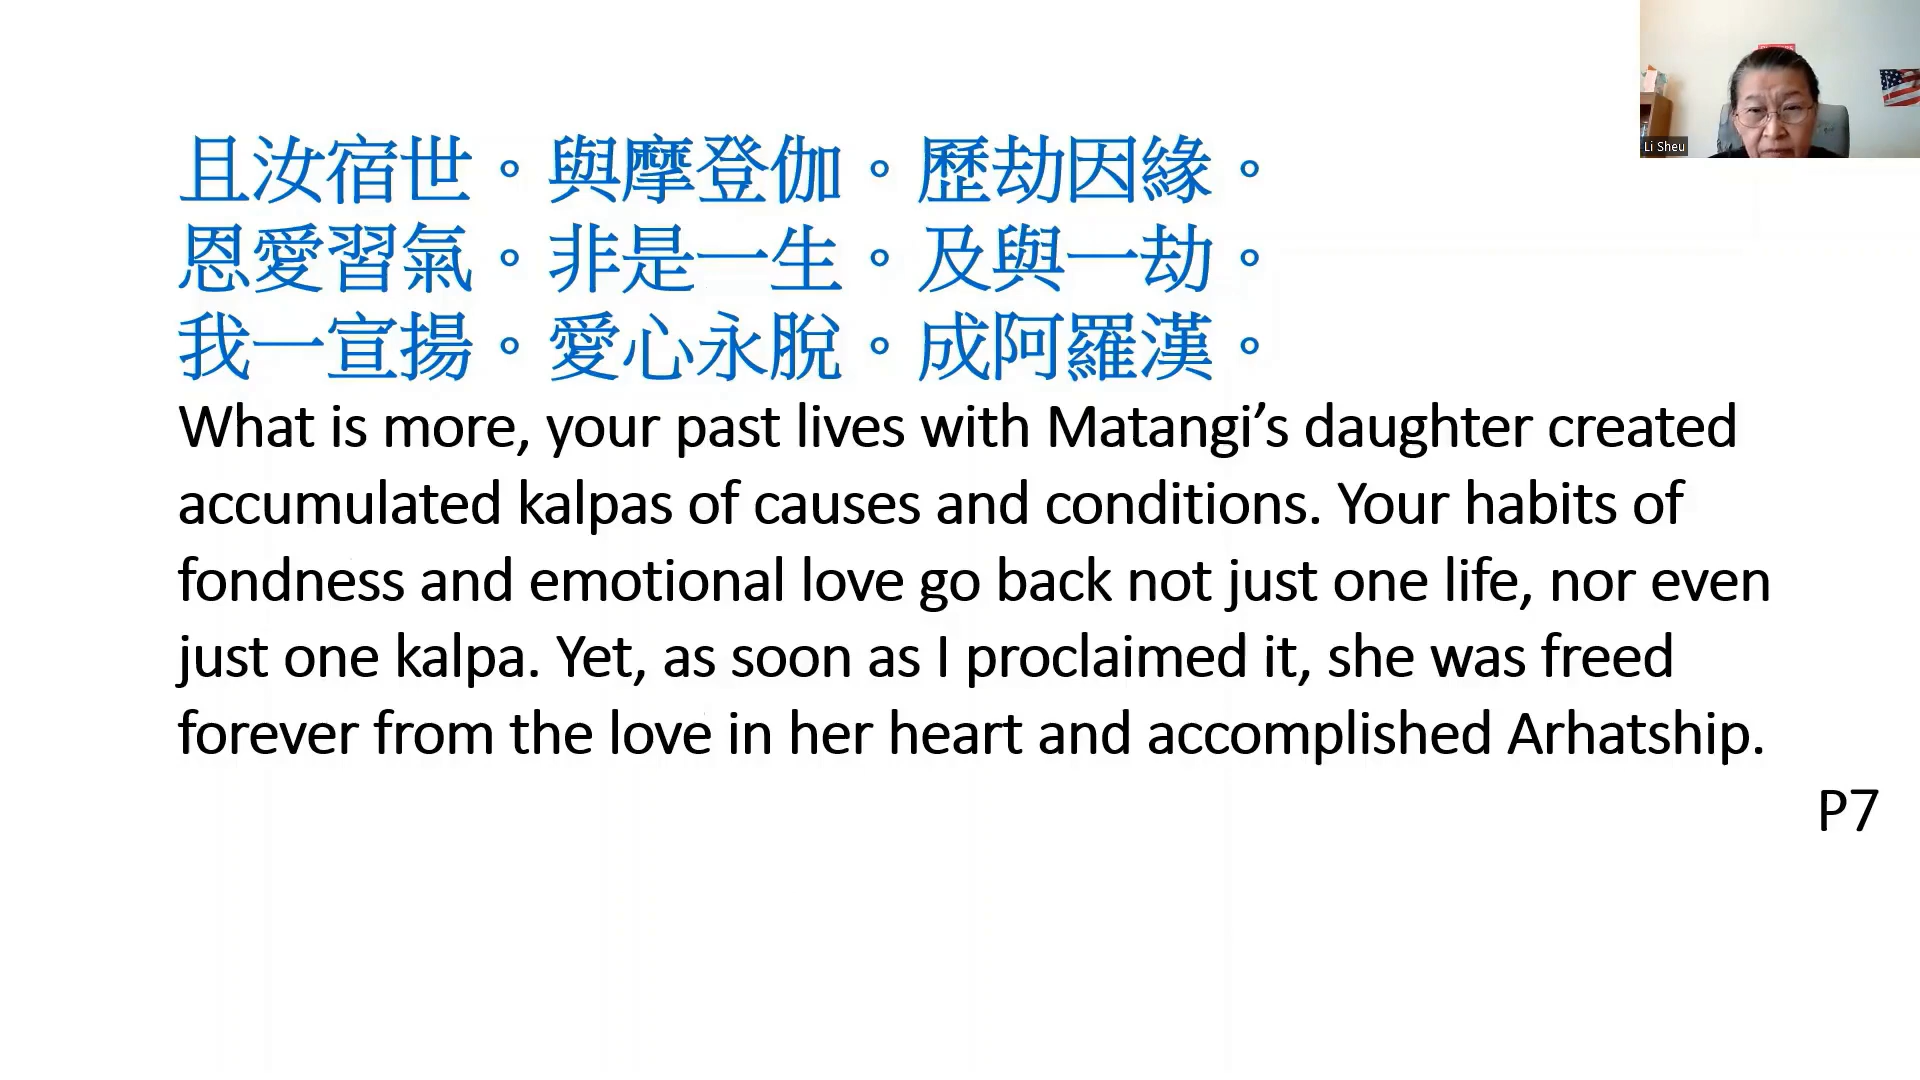 且汝宿世。與摩登伽。歷劫因緣。
恩愛習氣。非是一生。及與一劫。
我一宣揚。愛心永脫。成阿羅漢。
What is more, your past lives with Matangi’s daughter created
accumulated kalpas of causes and conditions. Your habits of
fondness and emotional love go back not just one life, nor even
just one kalpa. Yet, as soon as I proclaimed it, she was freed
forever from the love in her heart and accomplished Arhatship.
P7
Li Sheu